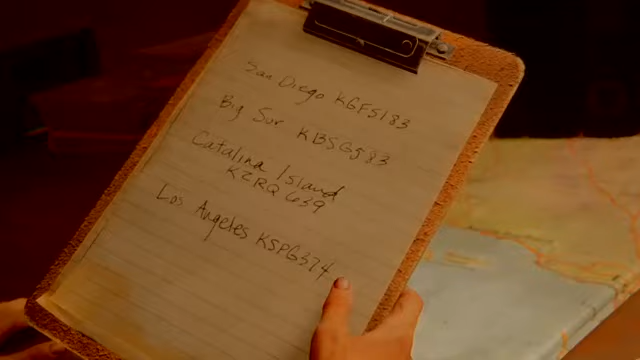 San Diego KGF5183
Big Sur KBSG583
Catalina Island
KZRQ639
Los Angeles KSPG374